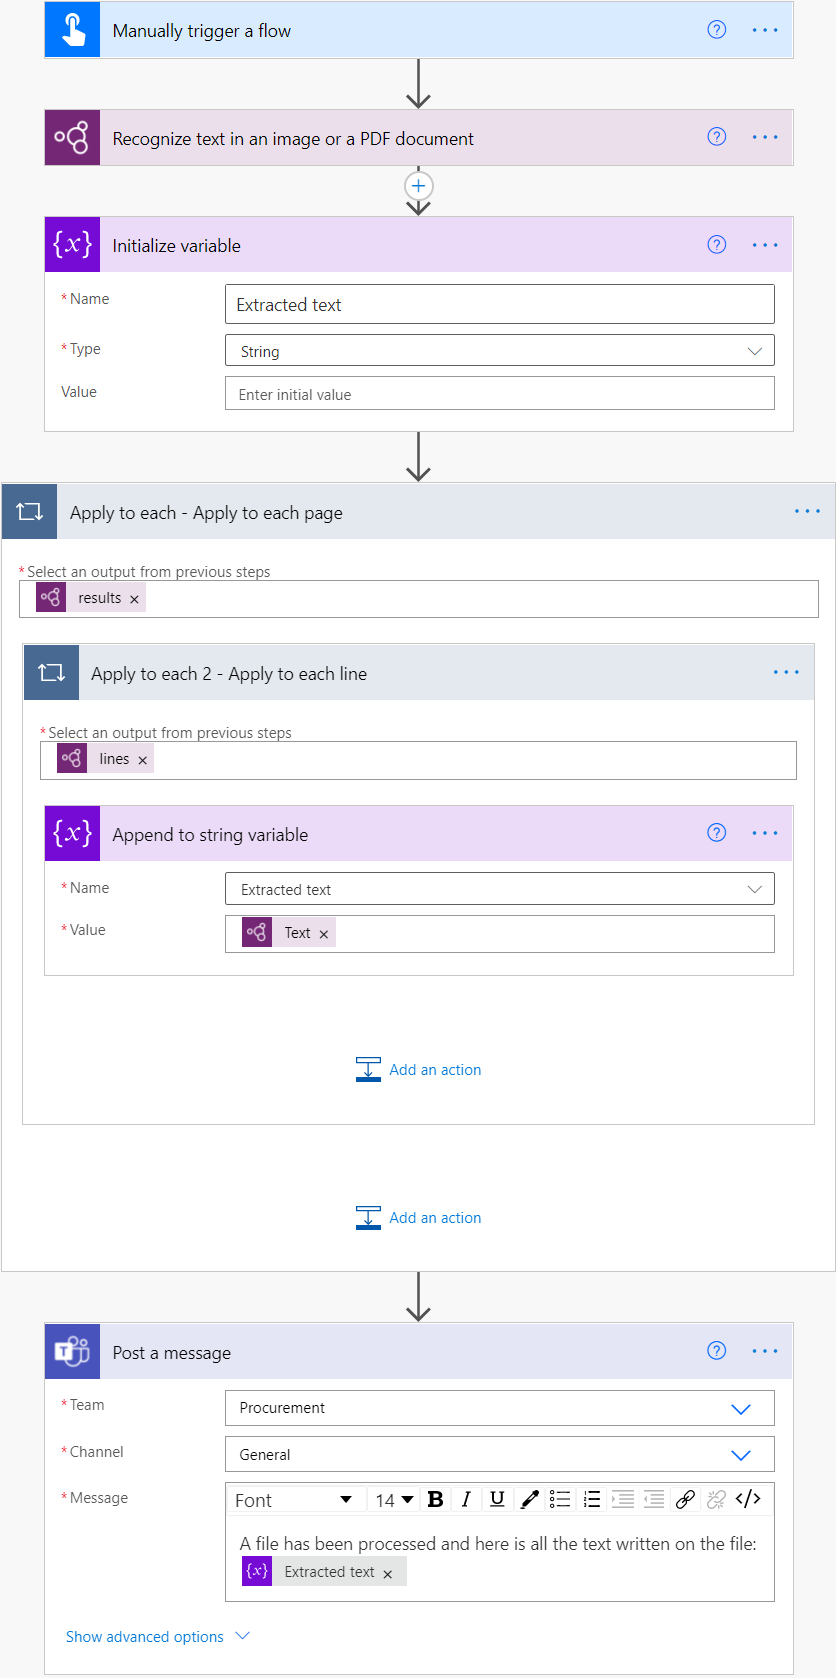 Manually trigger a flow
Recognize text in an image or a PDF document
{x} Initialize variable
* Name Extracted text
* Type String
Value Enter initial value
Apply to each - Apply to each page
* Select an output from previous steps
results ×
Apply to each 2 - Apply to each line
* Select an output from previous steps
lines ×
{x} Append to string variable
* Name Extracted text
* Value Text ×
Add an action
Add an action
T Post a message
* Team Procurement
* Channel General
* Message Font 14 B I U </>
A file has been processed and here is all the text written on the file:
{x} Extracted text ×
Show advanced options